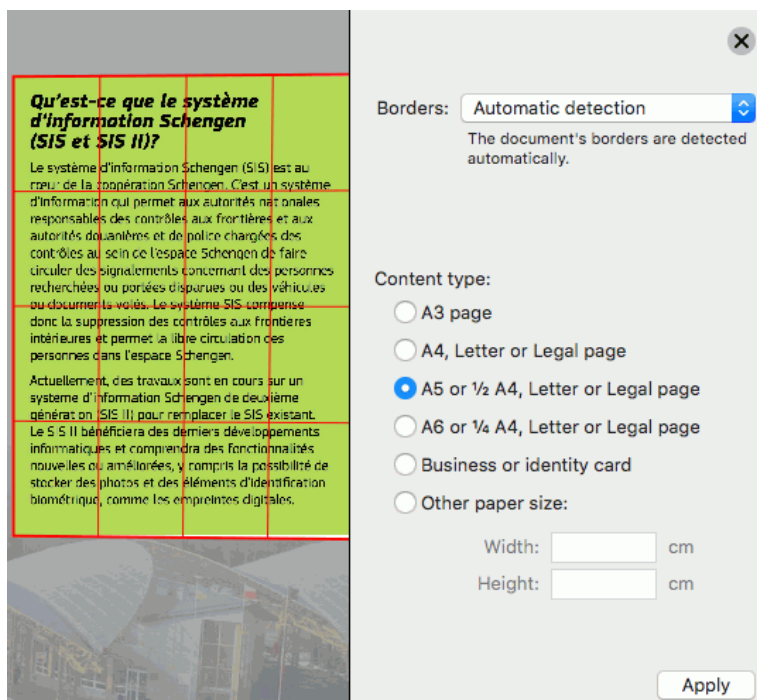 Qu'est-ce que le système
d'information Schengen
(SIS et SIS II)?
Le système d'information Schengen (SIS) est au
cœur de la coopération Schengen. C'est un système
d'information qui permet aux autorités nationales
responsables des contrôles aux frontières et aux
autorités douanières et de police chargées des
contrôles au sein de l'espace Schengen de faire
circuler des signalements concernant des personnes
recherchées ou portées disparues ou des véhicules
ou documents volés. Le système SIS compense
donc la suppression des contrôles aux frontières
intérieures et permet la libre circulation des
personnes dans l'espace Schengen.
Actuellement, des travaux sont en cours sur un
système d'information Schengen de deuxième
génération (SIS II) pour remplacer le SIS existant.
Le SIS II bénéficiera des derniers développements
informatiques et comprendra des fonctionnalités
nouvelles ou améliorées, y compris la possibilité de
stocker des photos et des éléments d'identification
biométrique, comme les empreintes digitales.
Borders: Automatic detection
The document's borders are detected
automatically.
Content type:
A3 page
A4, Letter or Legal page
A5 or ½ A4, Letter or Legal page
A6 or ¼ A4, Letter or Legal page
Business or identity card
Other paper size:
Width: cm
Height: cm
Apply